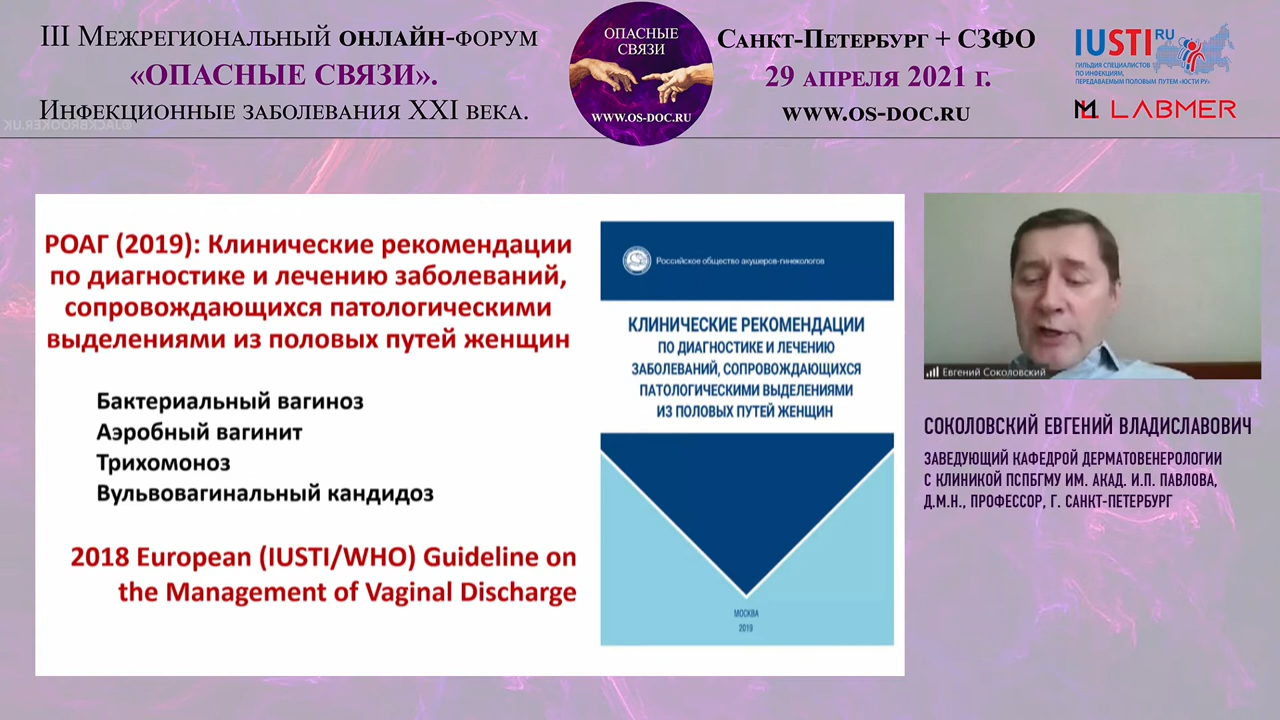 III Межрегиональный онлайн-форум
«ОПАСНЫЕ СВЯЗИ».
Инфекционные заболевания XXI века.
@JACKBROOKER.UK
ОПАСНЫЕ
СВЯЗИ
WWW.OS-DOC.RU
Санкт-Петербург + СЗФО
29 апреля 2021 г.
www.os-doc.ru
IUSTI RU
ГИЛЬДИЯ СПЕЦИАЛИСТОВ
ПО ИНФЕКЦИЯМ,
ПЕРЕДАВАЕМЫМ ПОЛОВЫМ ПУТЕМ «ЮСТИ РУ»
LABMER
РОАГ (2019): Клинические рекомендации
по диагностике и лечению заболеваний,
сопровождающихся патологическими
выделениями из половых путей женщин
Бактериальный вагиноз
Аэробный вагинит
Трихомоноз
Вульвовагинальный кандидоз
2018 European (IUSTI/WHO) Guideline on
the Management of Vaginal Discharge
Российское общество акушеров-гинекологов
КЛИНИЧЕСКИЕ РЕКОМЕНДАЦИИ
ПО ДИАГНОСТИКЕ И ЛЕЧЕНИЮ
ЗАБОЛЕВАНИЙ, СОПРОВОЖДАЮЩИХСЯ
ПАТОЛОГИЧЕСКИМИ ВЫДЕЛЕНИЯМИ
ИЗ ПОЛОВЫХ ПУТЕЙ ЖЕНЩИН
МОСКВА
2019
Евгений Соколовский
СОКОЛОВСКИЙ ЕВГЕНИЙ ВЛАДИСЛАВОВИЧ
ЗАВЕДУЮЩИЙ КАФЕДРОЙ ДЕРМАТОВЕНЕРОЛОГИИ
С КЛИНИКОЙ ПСПБГМУ ИМ. АКАД. И.П. ПАВЛОВА,
Д.М.Н., ПРОФЕССОР, Г. САНКТ-ПЕТЕРБУРГ